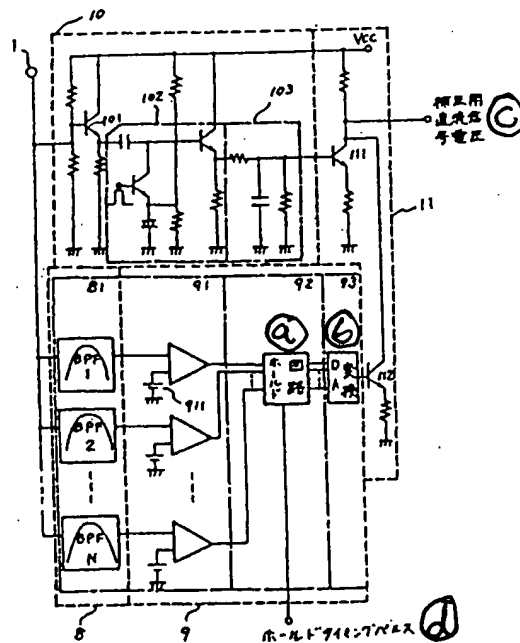 10
1
VCC
101
102
103
111
補正用
直流信
号電圧
C
11
81
91
92
93
a
b
BPF
1
911
ホールド
回路
D
A
変換
112
BPF
2
BPF
N
8
9
ホールドタイミングパルス
d